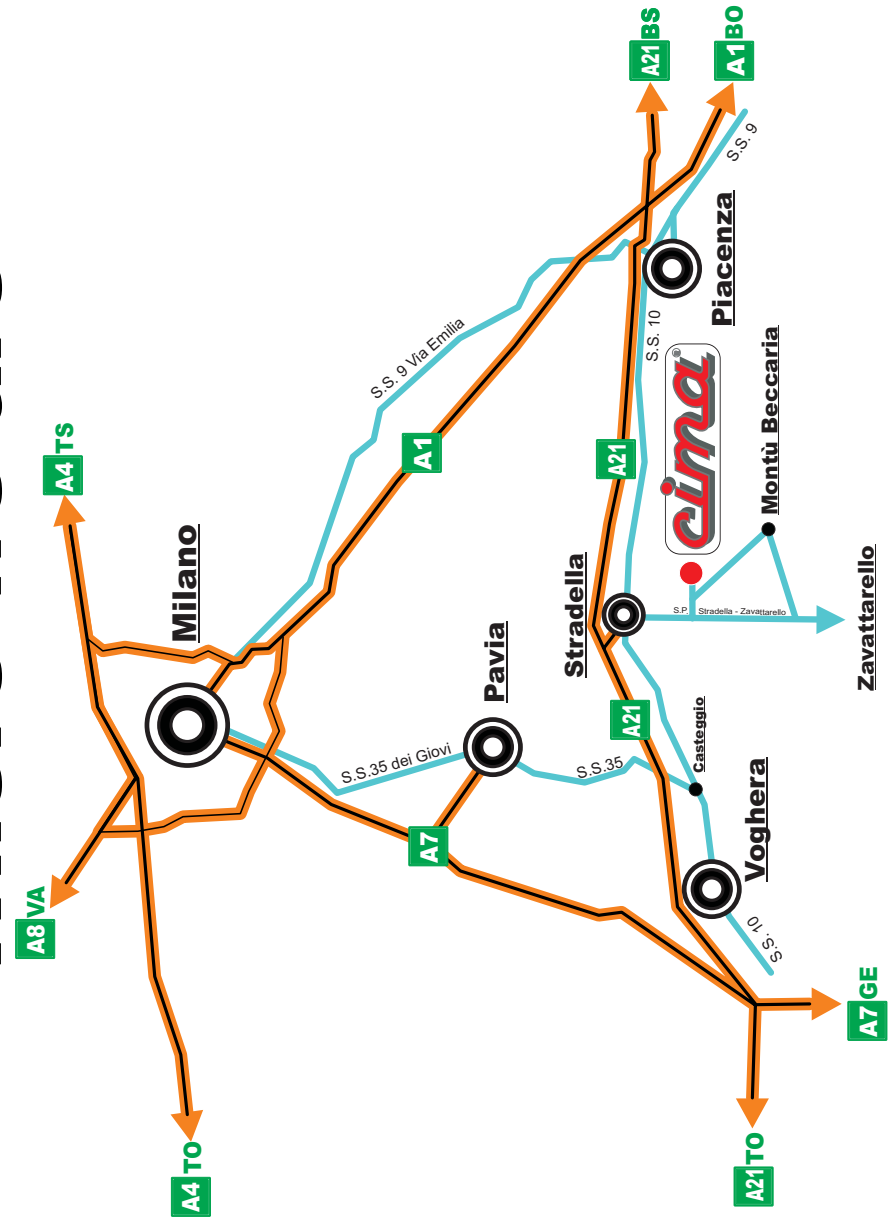 A8 VA
A4 TS
A4 TO
Milano
S.S. 9 Via Emilia
A1
S.S.35 dei Giovi
A7
Pavia
S.S.35
A21
A21
A21 BS
A1 BO
S.S. 9
Stradella
S.S. 10
Piacenza
cima
®
Casteggio
Voghera
S.S. 10
S.P. Stradella - Zavattarello
Montù Beccaria
Zavattarello
A21 TO
A7 GE